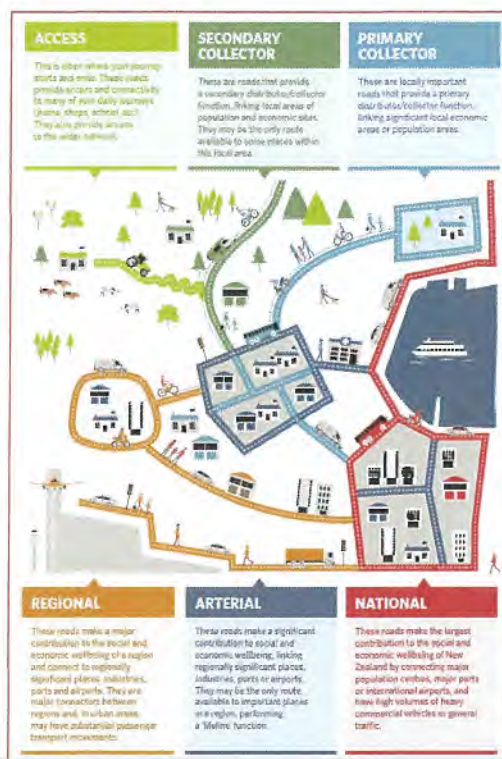 ACCESS
This is often where your journey
starts and ends. These roads
provide access and connectivity
to many of your daily journeys
(home, shops, school, etc.)
They also provide access
to the wider network.
SECONDARY
COLLECTOR
These are roads that provide
a secondary distributor/collector
function, linking local areas of
population and economic sites.
They may be the only route
available to some places within
this local area.
PRIMARY
COLLECTOR
These are locally important
roads that provide a primary
distributor/collector function,
linking significant local economic
areas or population areas.
REGIONAL
These roads make a major
contribution to the social and
economic wellbeing of a region
and connect to regionally
significant places, industries,
ports and airports. They are
major connectors between
regions and, in urban areas,
may have substantial passenger
transport movements.
ARTERIAL
These roads make a significant
contribution to social and
economic wellbeing, linking
regionally significant places,
industries, ports or airports.
They may be the only route
available to important places
in a region, performing
a 'lifeline' function.
NATIONAL
These roads make the largest
contribution to the social and
economic wellbeing of New
Zealand by connecting major
population centres, major ports
or international airports, and
have high volumes of heavy
commercial vehicles or general
traffic.